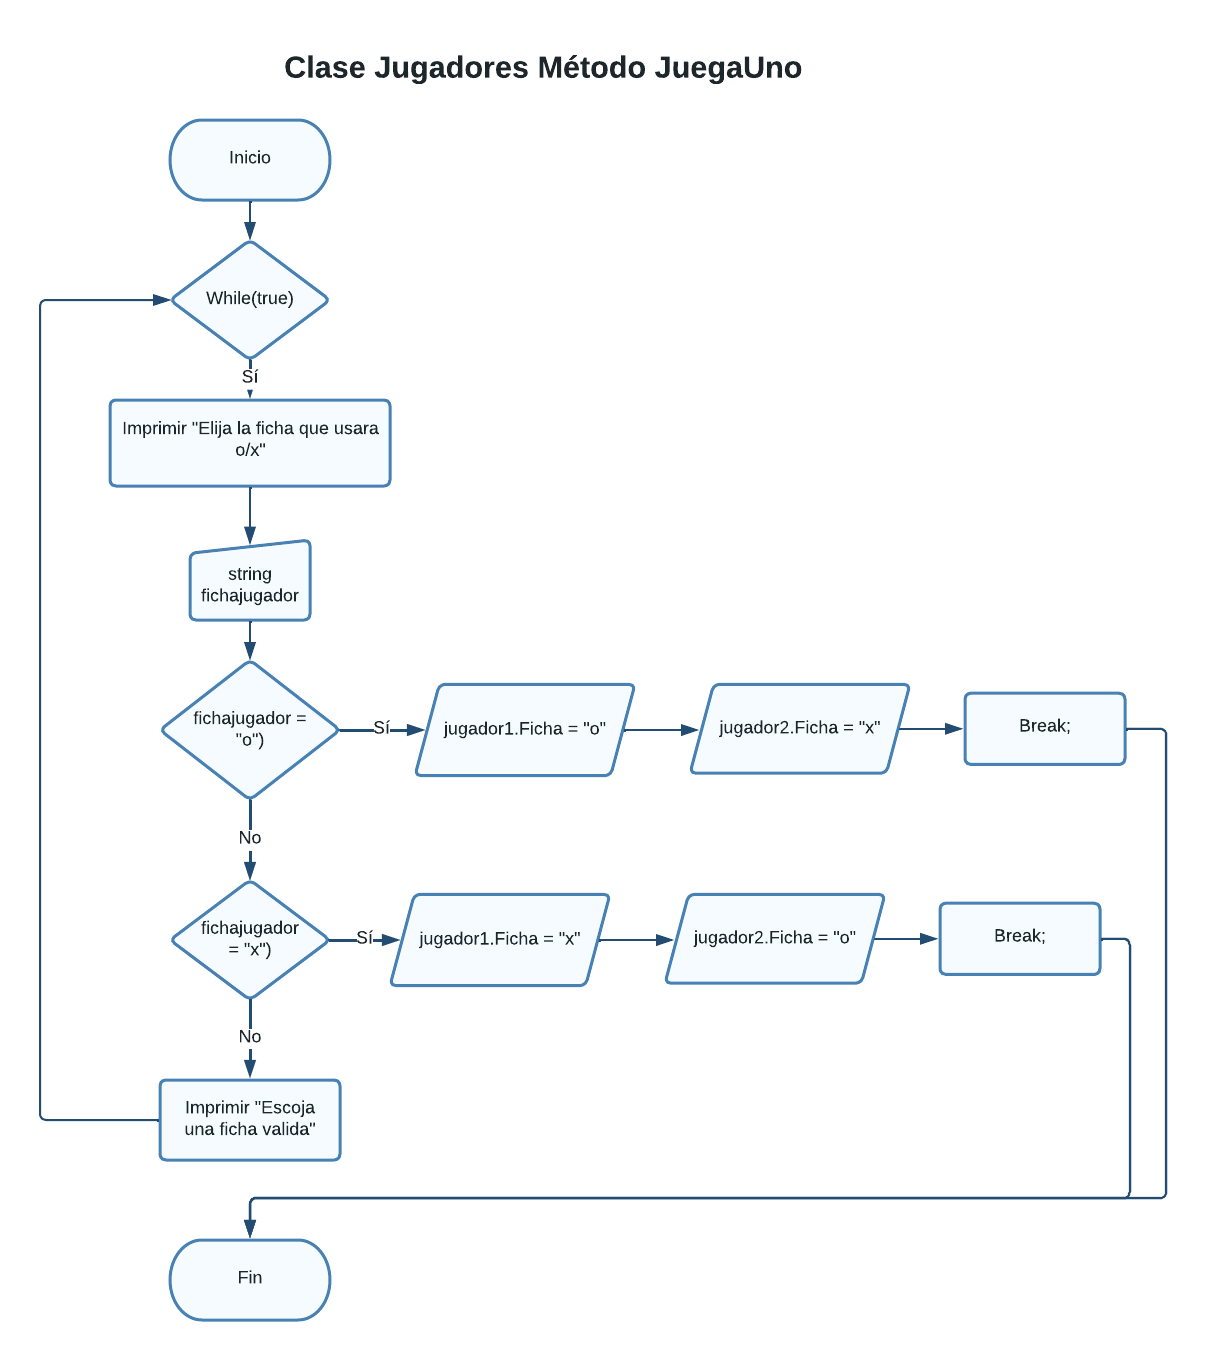 Clase Jugadores Método JuegaUno
Inicio
While(true)
Sí
Imprimir "Elija la ficha que usara
o/x"
string
fichajugador
fichajugador =
"o")
Sí
jugador1.Ficha = "o"
jugador2.Ficha = "x"
Break;
No
fichajugador
= "x")
Sí
jugador1.Ficha = "x"
jugador2.Ficha = "o"
Break;
No
Imprimir "Escoja
una ficha valida"
Fin